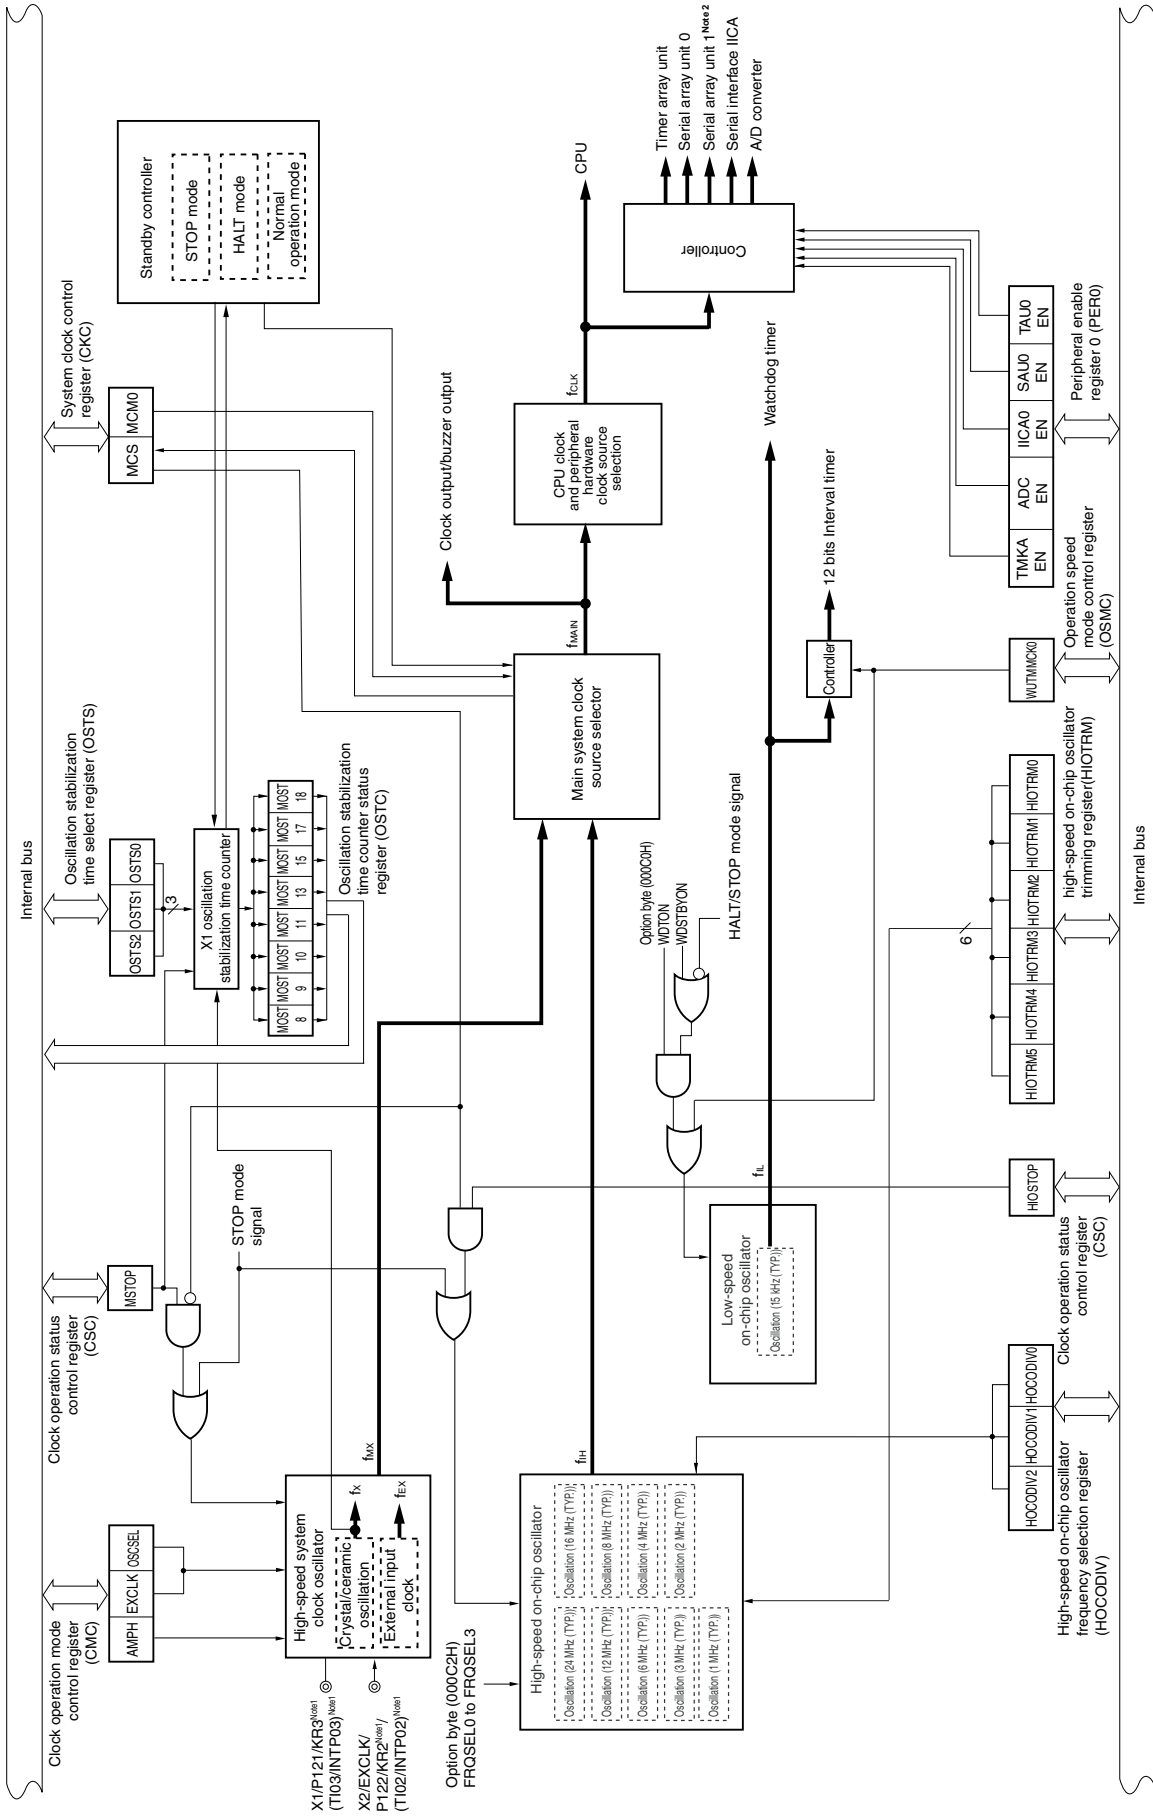 Internal bus
Clock operation mode
control register
(CMC)
AMPH
EXCLK
OSCSEL
Clock operation status
control register
(CSC)
MSTOP
Oscillation stabilization
time select register (OSTS)
OSTS2
OSTS1
OSTS0
3
System clock control
register (CKC)
MCS
MCM0
Standby controller
STOP mode
HALT mode
Normal
operation mode
X1 oscillation
stabilization time counter
MOST
8
MOST
9
MOST
10
MOST
11
MOST
13
MOST
15
MOST
17
MOST
18
Oscillation stabilization
time counter status
register (OSTC)
STOP mode
signal
High-speed system
clock oscillator
Crystal/ceramic
oscillation
External input
clock
fX
fEX
fMX
X1/P121/KR3Note1
(TI03/INTP03)Note1
X2/EXCLK/
P122/KR2Note1/
(TI02/INTP02)Note1
Option byte (000C2H)
FRQSEL0 to FRQSEL3
High-speed on-chip oscillator
Oscillation (24 MHz (TYP.))
Oscillation (16 MHz (TYP.))
Oscillation (12 MHz (TYP.))
Oscillation (8 MHz (TYP.))
Oscillation (6 MHz (TYP.))
Oscillation (4 MHz (TYP.))
Oscillation (3 MHz (TYP.))
Oscillation (2 MHz (TYP.))
Oscillation (1 MHz (TYP.))
fIH
Main system clock
source selector
fMAIN
Clock output/buzzer output
CPU clock
and peripheral
hardware
clock source
selection
fCLK
CPU
Controller
Timer array unit
Serial array unit 0
Serial array unit 1Note 2
Serial interface IICA
A/D converter
Option byte (000C0H)
WDTON
WDSTBYON
HALT/STOP mode signal
Low-speed
on-chip oscillator
Oscillation (15 kHz (TYP.))
fIL
Watchdog timer
Controller
12 bits Interval timer
6
HOCODIV2
HOCODIV1
HOCODIV0
High-speed on-chip oscillator
frequency selection register
(HOCODIV)
HIOSTOP
Clock operation status
control register
(CSC)
HIOTRM5
HIOTRM4
HIOTRM3
HIOTRM2
HIOTRM1
HIOTRM0
high-speed on-chip oscillator
trimming register(HIOTRM)
WUTMMCK0
Operation speed
mode control register
(OSMC)
TMKA
EN
ADC
EN
IICA0
EN
SAU0
EN
TAU0
EN
Peripheral enable
register 0 (PER0)
Internal bus